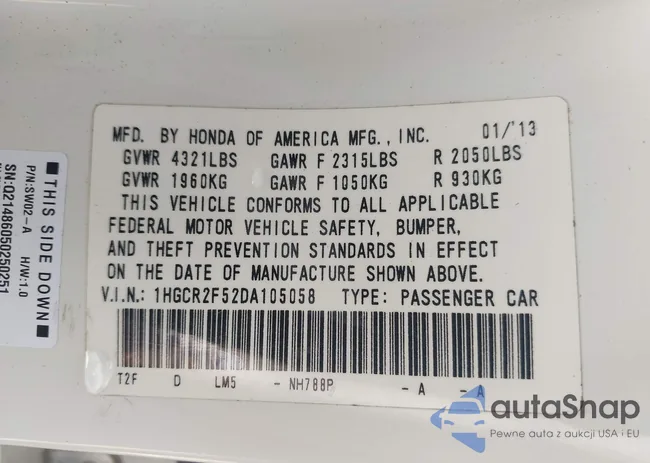 MFD. BY HONDA OF AMERICA MFG., INC. 01/'13
GVWR 4321LBS GAWR F 2315LBS R 2050LBS
GVWR 1960KG GAWR F 1050KG R 930KG
THIS VEHICLE CONFORMS TO ALL APPLICABLE
FEDERAL MOTOR VEHICLE SAFETY, BUMPER,
AND THEFT PREVENTION STANDARDS IN EFFECT
ON THE DATE OF MANUFACTURE SHOWN ABOVE.
V.I.N.: 1HGCR2F52DA105058 TYPE: PASSENGER CAR
T2F D LM5 - NH788P - A - A
THIS SIDE DOWN
P/N:SW02-A H/W:1.0
SN:Q21486050250251
autaSnap
Pewne auta z aukcji USA i EU